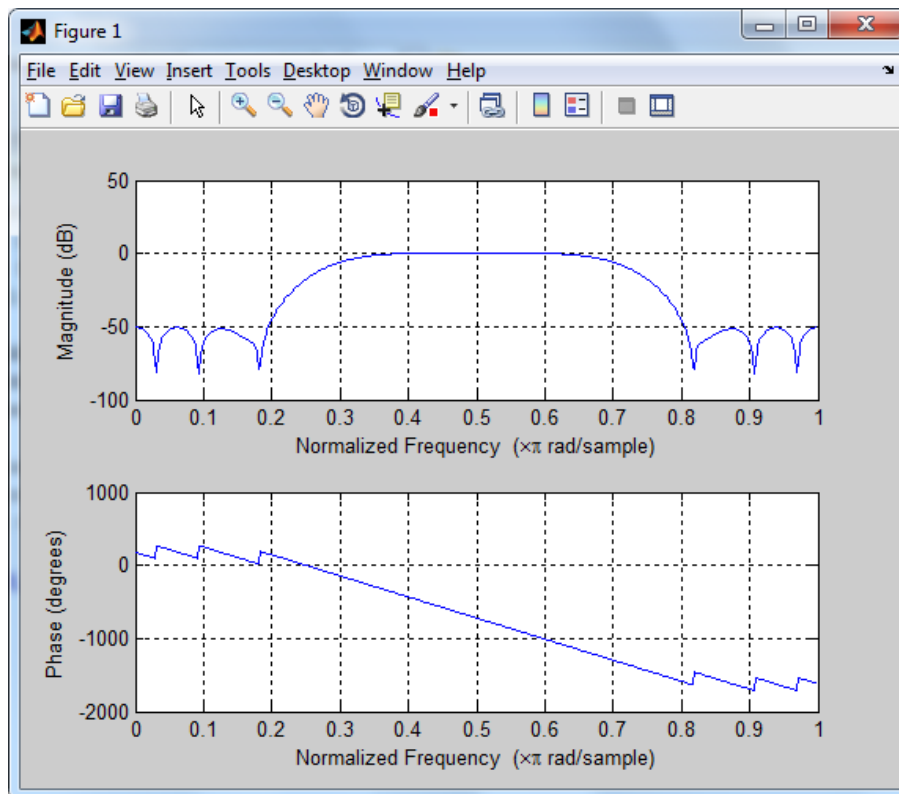 Figure 1
File Edit View Insert Tools Desktop Window Help
50
0
-50
-100
Magnitude (dB)
0 0.1 0.2 0.3 0.4 0.5 0.6 0.7 0.8 0.9 1
Normalized Frequency (×π rad/sample)
1000
0
-1000
-2000
Phase (degrees)
0 0.1 0.2 0.3 0.4 0.5 0.6 0.7 0.8 0.9 1
Normalized Frequency (×π rad/sample)